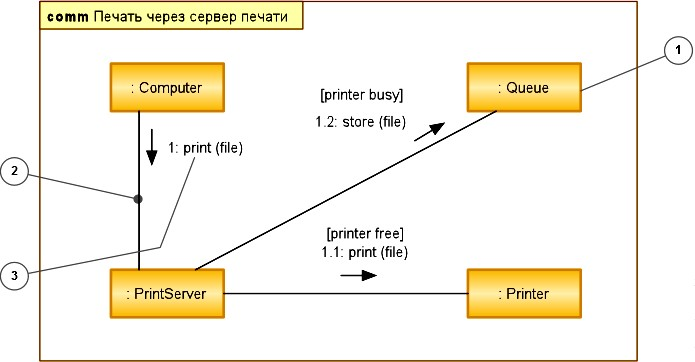 comm Печать через сервер печати
1
: Computer
: Queue
[printer busy]
1.2: store (file)
1: print (file)
2
[printer free]
1.1: print (file)
3
: PrintServer
: Printer